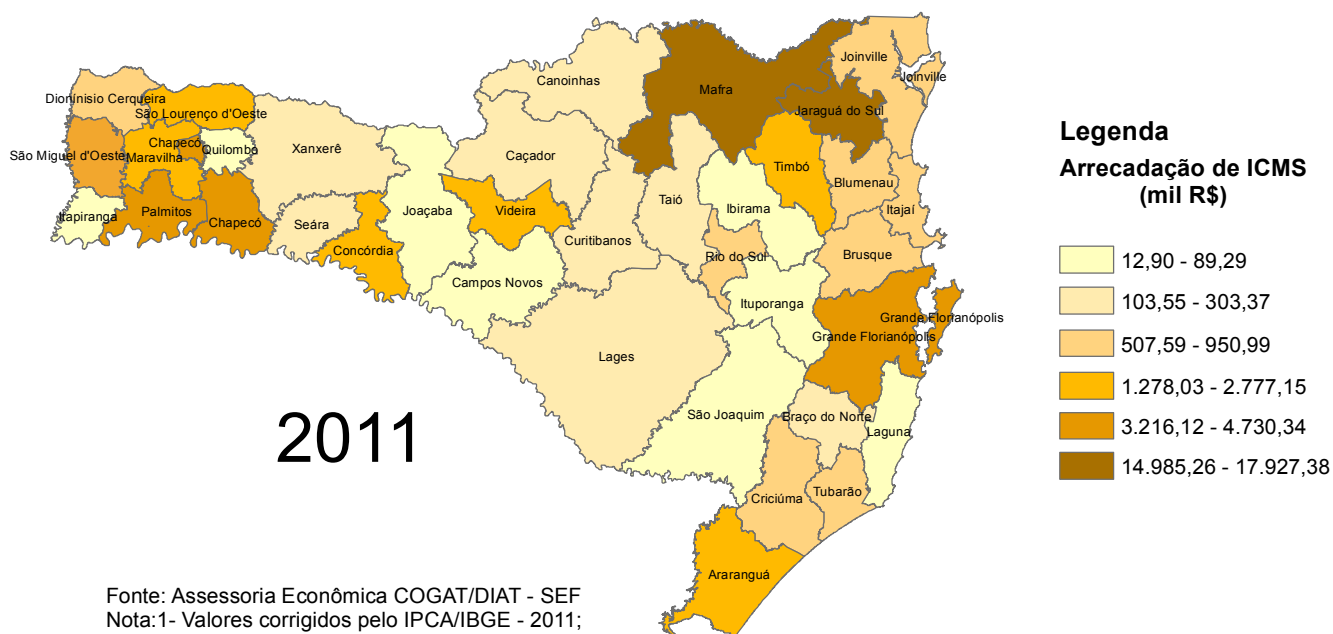 Joinville
Joinville
Canoinhas
Mafra
Jaraguá do Sul
Dionínisio Cerqueira
São Lourenço d'Oeste
São Miguel d'Oeste
Chapecó
Maravilha
Quilombo
Xanxerê
Caçador
Timbó
Blumenau
Itapiranga
Palmitos
Chapecó
Seára
Joaçaba
Videira
Taió
Ibirama
Itajaí
Concórdia
Curitibanos
Rio do Sul
Brusque
Campos Novos
Ituporanga
Grande Florianópolis
Grande Florianópolis
Lages
São Joaquim
Braço do Norte
Laguna
Criciúma
Tubarão
Araranguá
2011
Legenda
Arrecadação de ICMS
(mil R$)
12,90 - 89,29
103,55 - 303,37
507,59 - 950,99
1.278,03 - 2.777,15
3.216,12 - 4.730,34
14.985,26 - 17.927,38
Fonte: Assessoria Econômica COGAT/DIAT - SEF
Nota:1- Valores corrigidos pelo IPCA/IBGE - 2011;